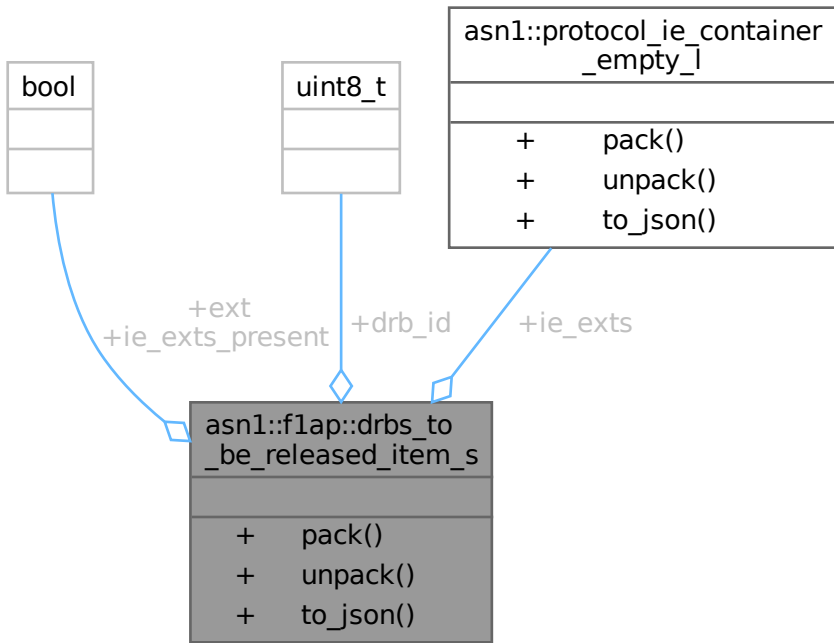 bool
uint8_t
asn1::protocol_ie_container
_empty_l
+ pack()
+ unpack()
+ to_json()
+ext
+ie_exts_present
+drb_id
+ie_exts
asn1::f1ap::drbs_to
_be_released_item_s
+ pack()
+ unpack()
+ to_json()